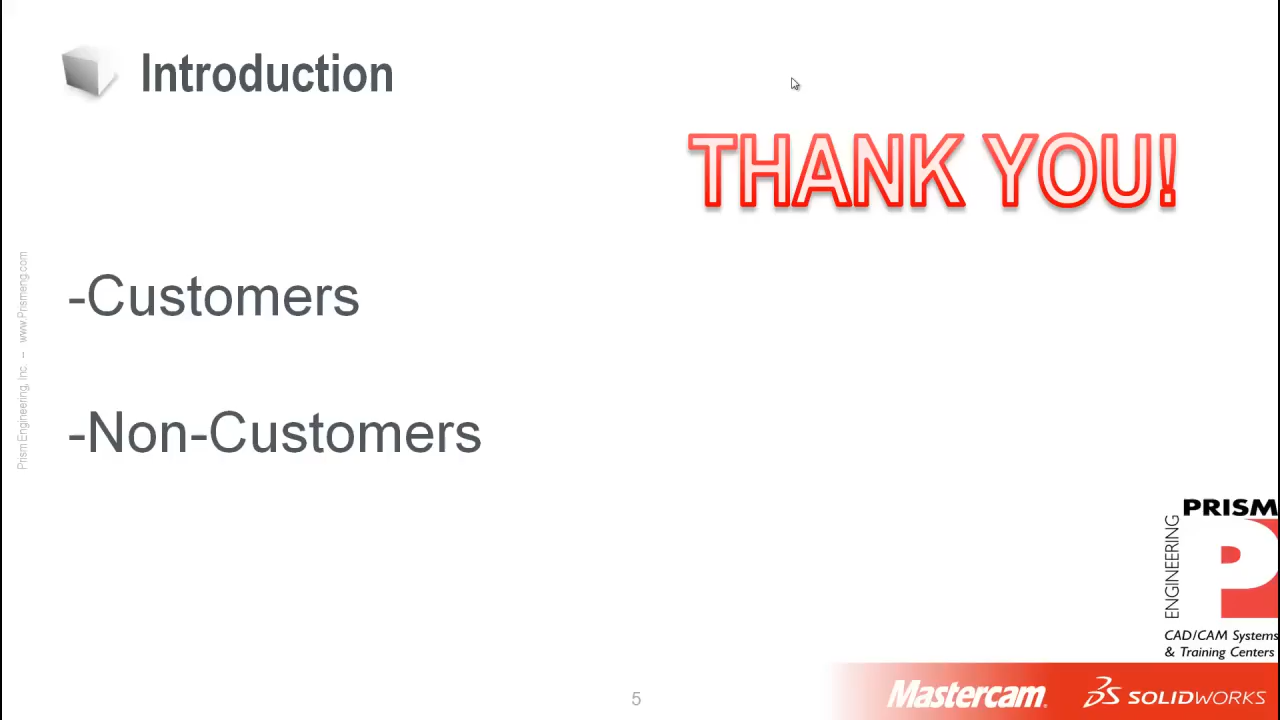 Introduction
THANK YOU!
-Customers
-Non-Customers
Prism Engineering, Inc. – www.Prismeng.com
PRISM
ENGINEERING
P
CAD/CAM Systems
& Training Centers
5
Mastercam
SOLIDWORKS